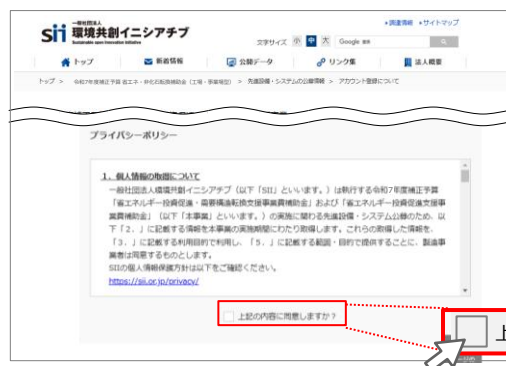 一般社団法人
sii 環境共創イニシアチブ
Sustainable open Innovation Initiative
▸調達情報 ▸サイトマップ
文字サイズ 小 中 大 Google
トップ 新着情報 公開データ リンク集 法人概要
トップ > 令和7年度補正予算 省エネ・非化石転換補助金（工場・事業場型） > 先進設備・システムの公募情報 > アカウント登録について
プライバシーポリシー
1．個人情報の取扱について
一般社団法人環境共創イニシアチブ（以下「SII」といいます。）は執行する令和7年度補正予算
「省エネルギー投資促進・需要構造転換支援事業費補助金」および「省エネルギー投資促進支援事
業費補助金」（以下「本事業」といいます。）の実施に関わる先進設備・システム公募のため、以
下「2．」に記載する情報を本事業の実施期間にわたり取得します。これらの取得した情報を、
「3．」に記載する利用目的で利用し、「5．」に記載する範囲・目的で提供することに、製造事
業者は同意するものとします。
SIIの個人情報保護方針は以下をご確認ください。
https://sii.or.jp/privacy/
上記の内容に同意しますか？
上